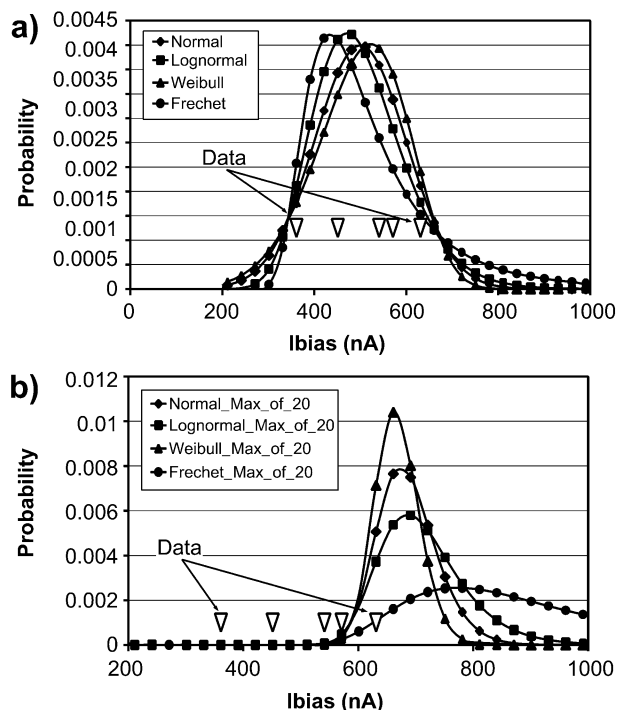 a)
0.0045
0.004
0.0035
0.003
0.0025
0.002
0.0015
0.001
0.0005
0
Probability
Normal
Lognormal
Weibull
Frechet
Data
0 200 400 600 800 1000
Ibias (nA)
b)
0.012
0.01
0.008
0.006
0.004
0.002
0
Probability
Normal_Max_of_20
Lognormal_Max_of_20
Weibull_Max_of_20
Frechet_Max_of_20
Data
200 400 600 800 1000
Ibias (nA)